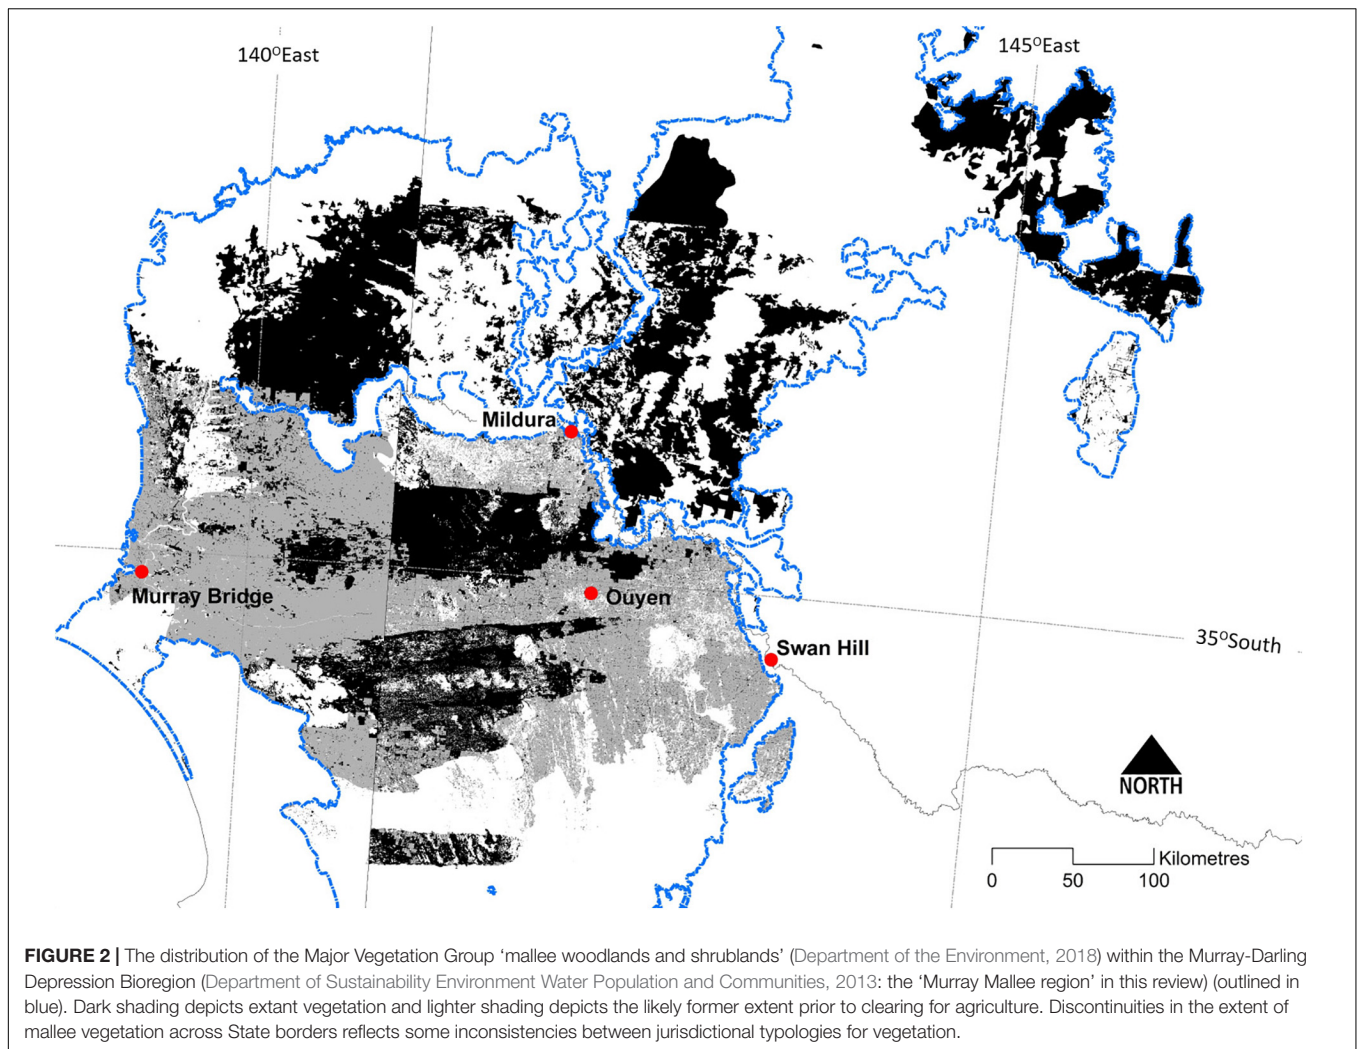 140°East
145°East
Mildura
Murray Bridge
Ouyen
Swan Hill
35°South
NORTH
Kilometres
0 50 100
FIGURE 2 | The distribution of the Major Vegetation Group ‘mallee woodlands and shrublands’ (Department of the Environment, 2018) within the Murray-Darling
Depression Bioregion (Department of Sustainability Environment Water Population and Communities, 2013: the ‘Murray Mallee region’ in this review) (outlined in
blue). Dark shading depicts extant vegetation and lighter shading depicts the likely former extent prior to clearing for agriculture. Discontinuities in the extent of
mallee vegetation across State borders reflects some inconsistencies between jurisdictional typologies for vegetation.